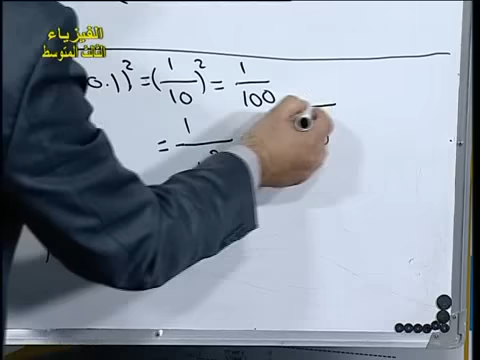 الفيزياء
الثالث المتوسط
0.1)² = (1/10)² = 1/100
= 1/